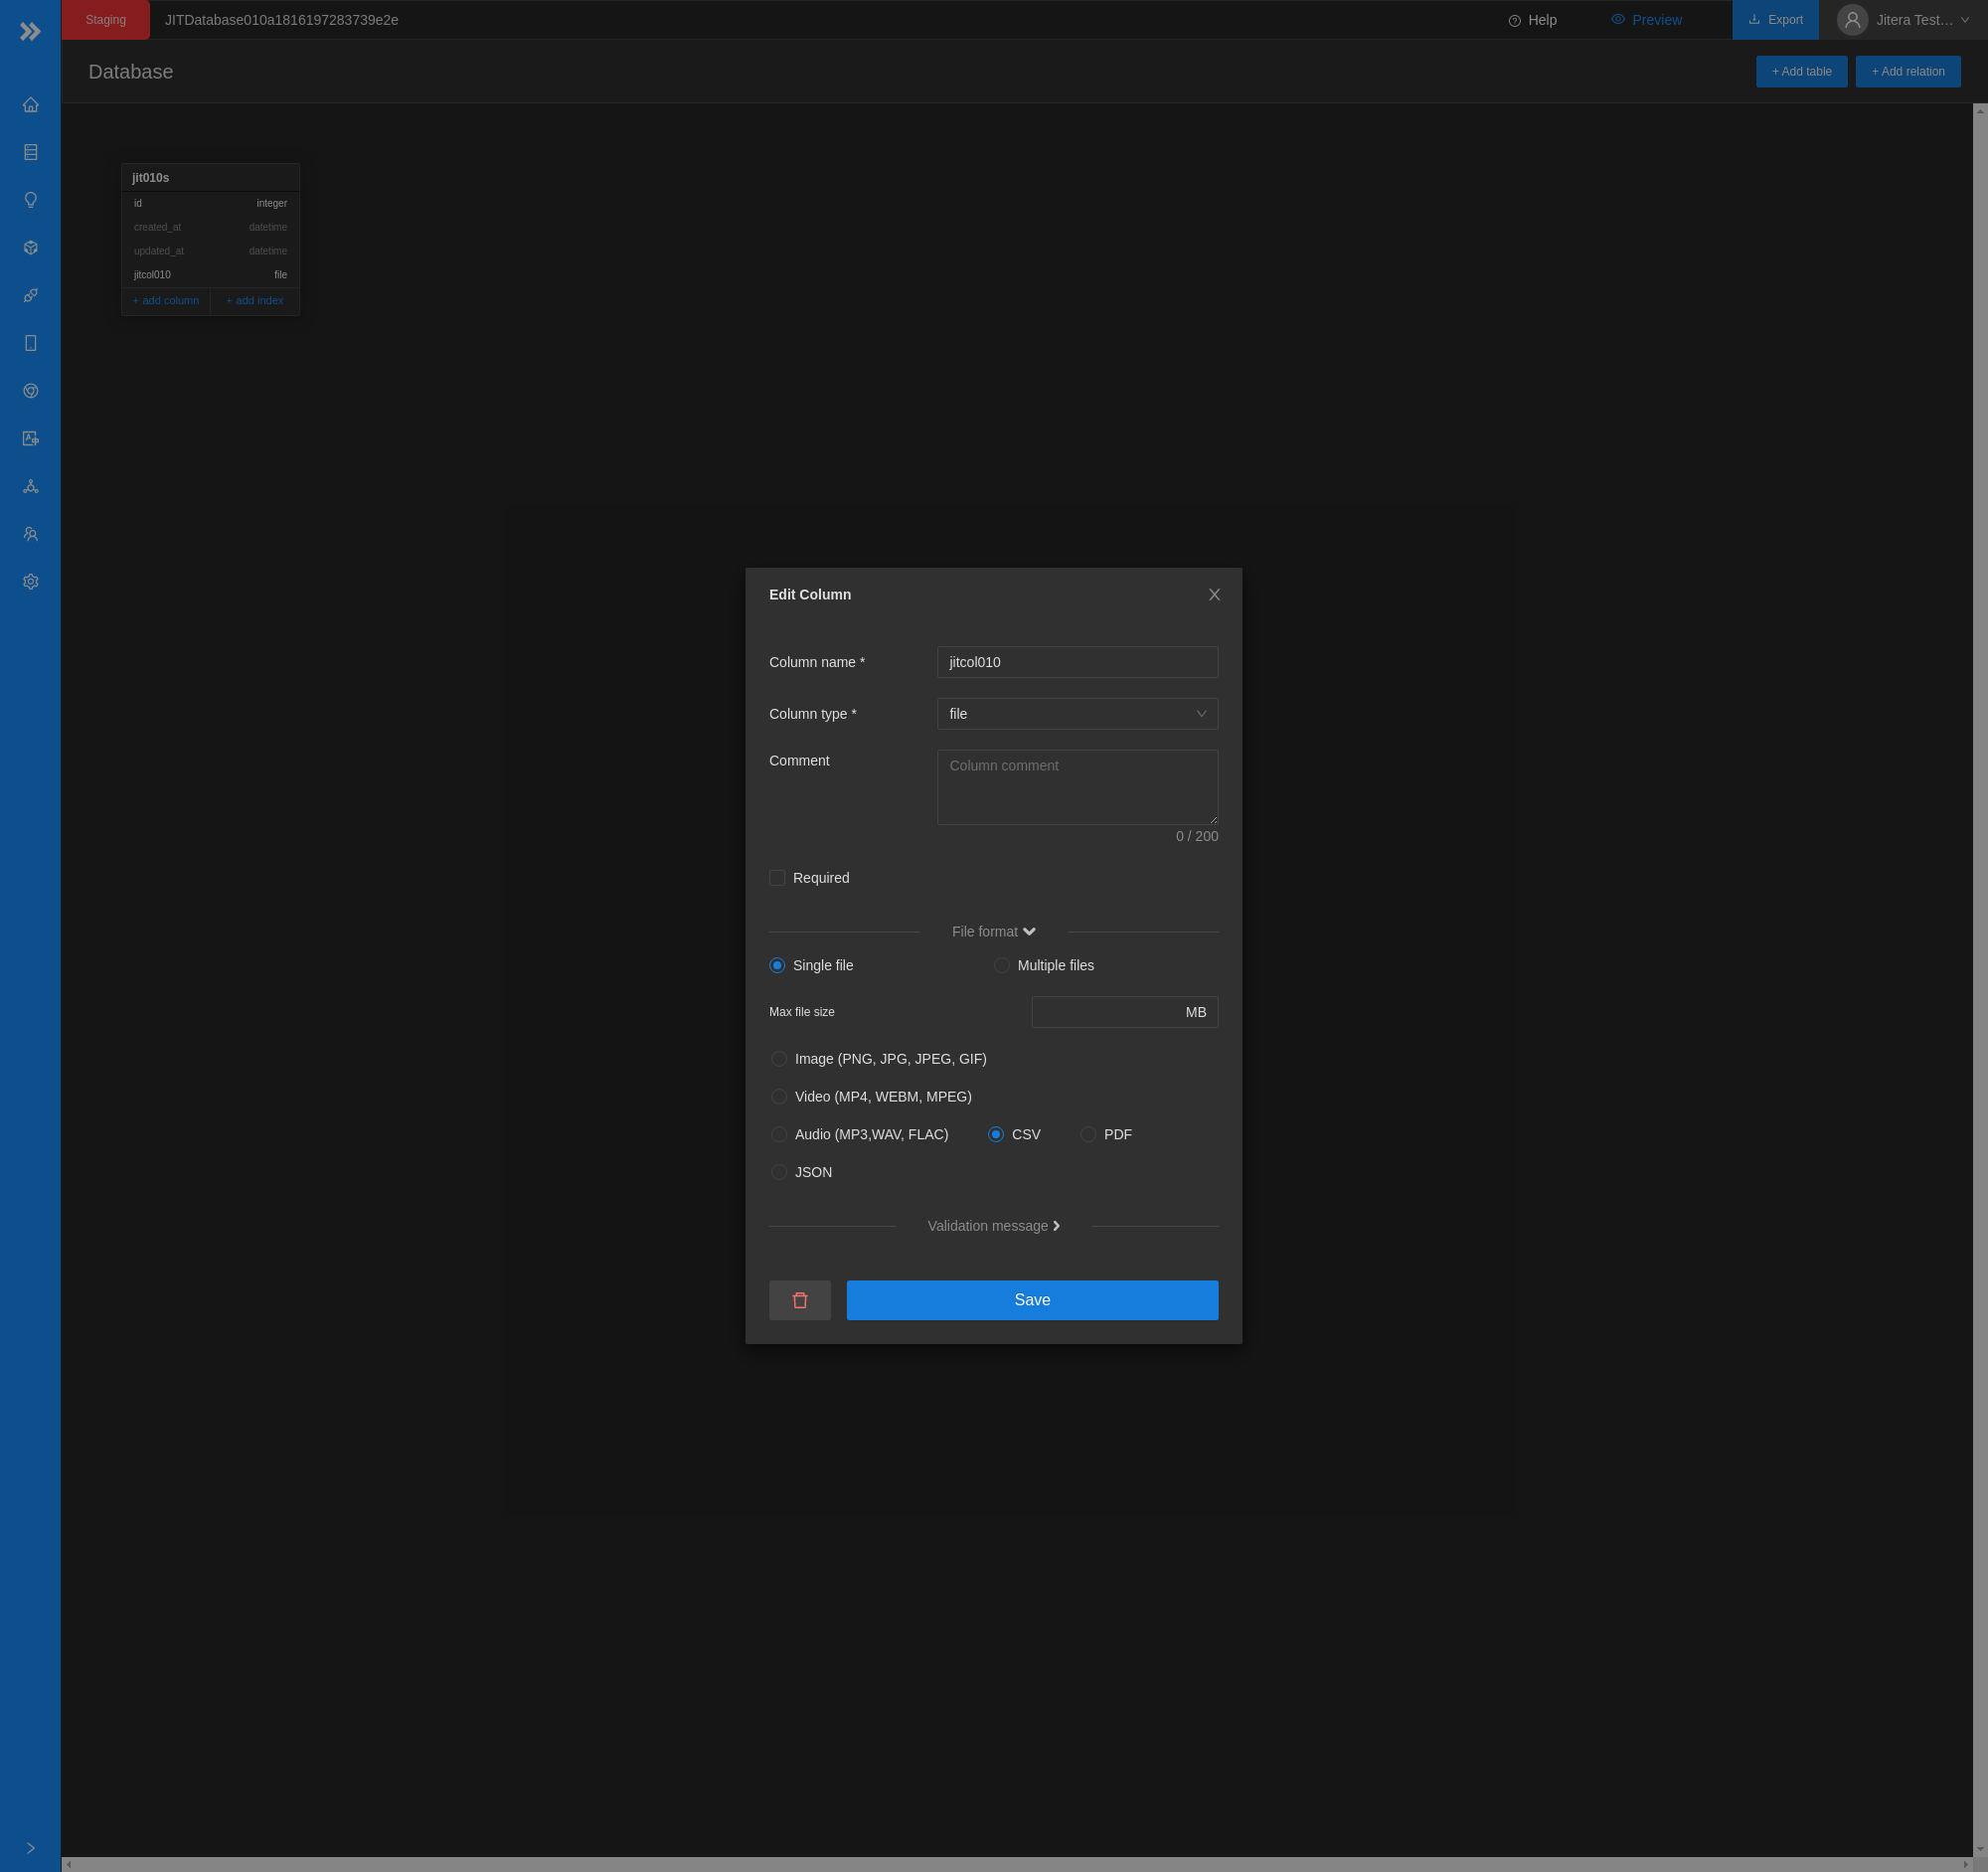 Staging JITDatabase010a1816197283739e2e Help Preview Export Jitera Test…
Database + Add table + Add relation
jit010s
id integer
created_at datetime
updated_at datetime
jitcol010 file
+ add column + add index
Edit Column
Column name * jitcol010
Column type * file
Comment Column comment
0 / 200
Required
File format
Single file Multiple files
Max file size MB
Image (PNG, JPG, JPEG, GIF)
Video (MP4, WEBM, MPEG)
Audio (MP3,WAV, FLAC) CSV PDF
JSON
Validation message
Save